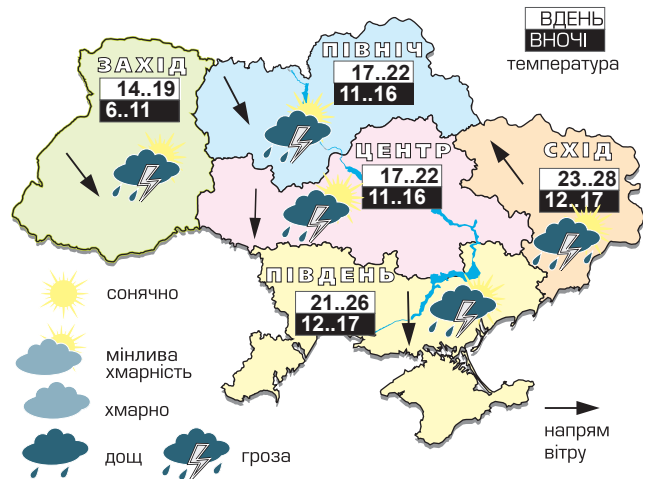 ВДЕНЬ
ВНОЧІ
температура
ПІВНІЧ
17..22
11..16
ЗАХІД
14..19
6..11
ЦЕНТР
17..22
11..16
СХІД
23..28
12..17
ПІВДЕНЬ
21..26
12..17
сонячно
мінлива
хмарність
хмарно
дощ
гроза
напрям
вітру